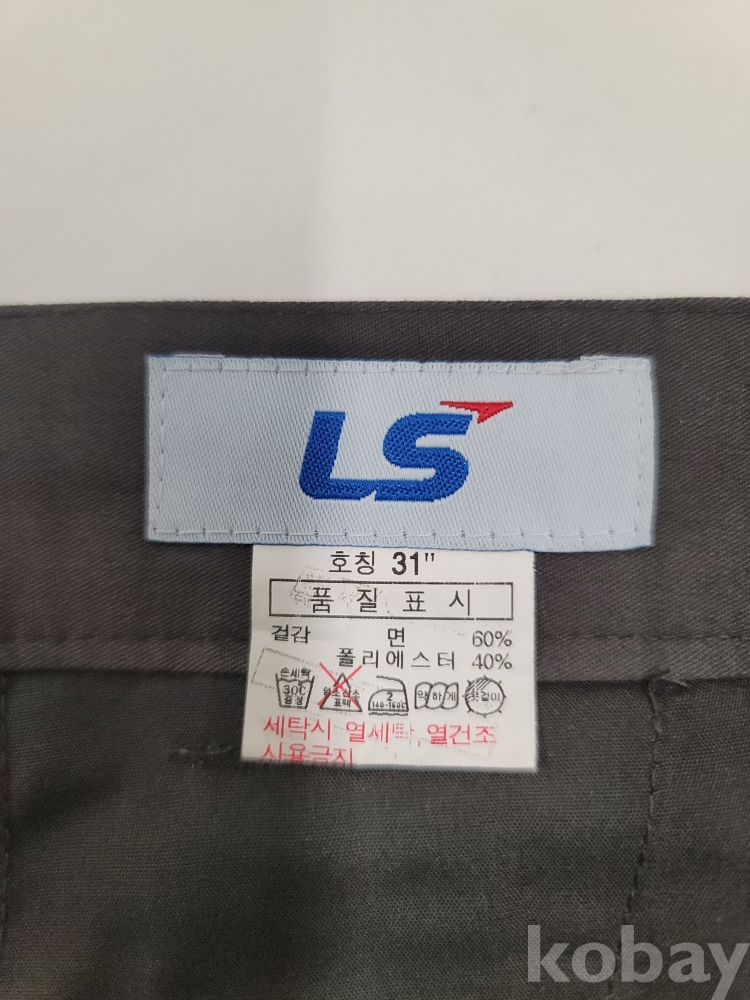 LS
호칭 31"
품 질 표 시
겉감 면 60%
폴리에스터 40%
손세탁
30℃
중성
염소산소
표백
2
140-160℃
약하게
옷걸이
세탁시 열세탁, 열건조
사용금지
kobay